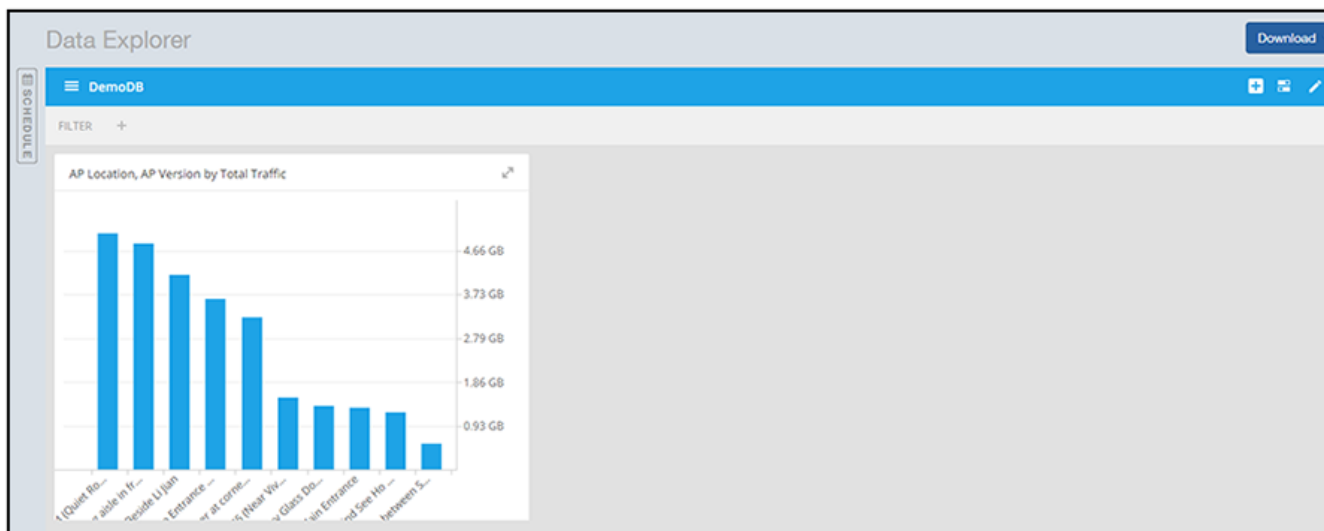 Data Explorer
Download
SCHEDULE
DemoDB
FILTER +
AP Location, AP Version by Total Traffic
4.66 GB
3.73 GB
2.79 GB
1.86 GB
0.93 GB
(Quiet Ro...
aisle in fr...
Beside Li Jian
Entrance ...
at corne...
(Near Viv...
Glass Do...
Main Entrance
See Ho ...
between S...